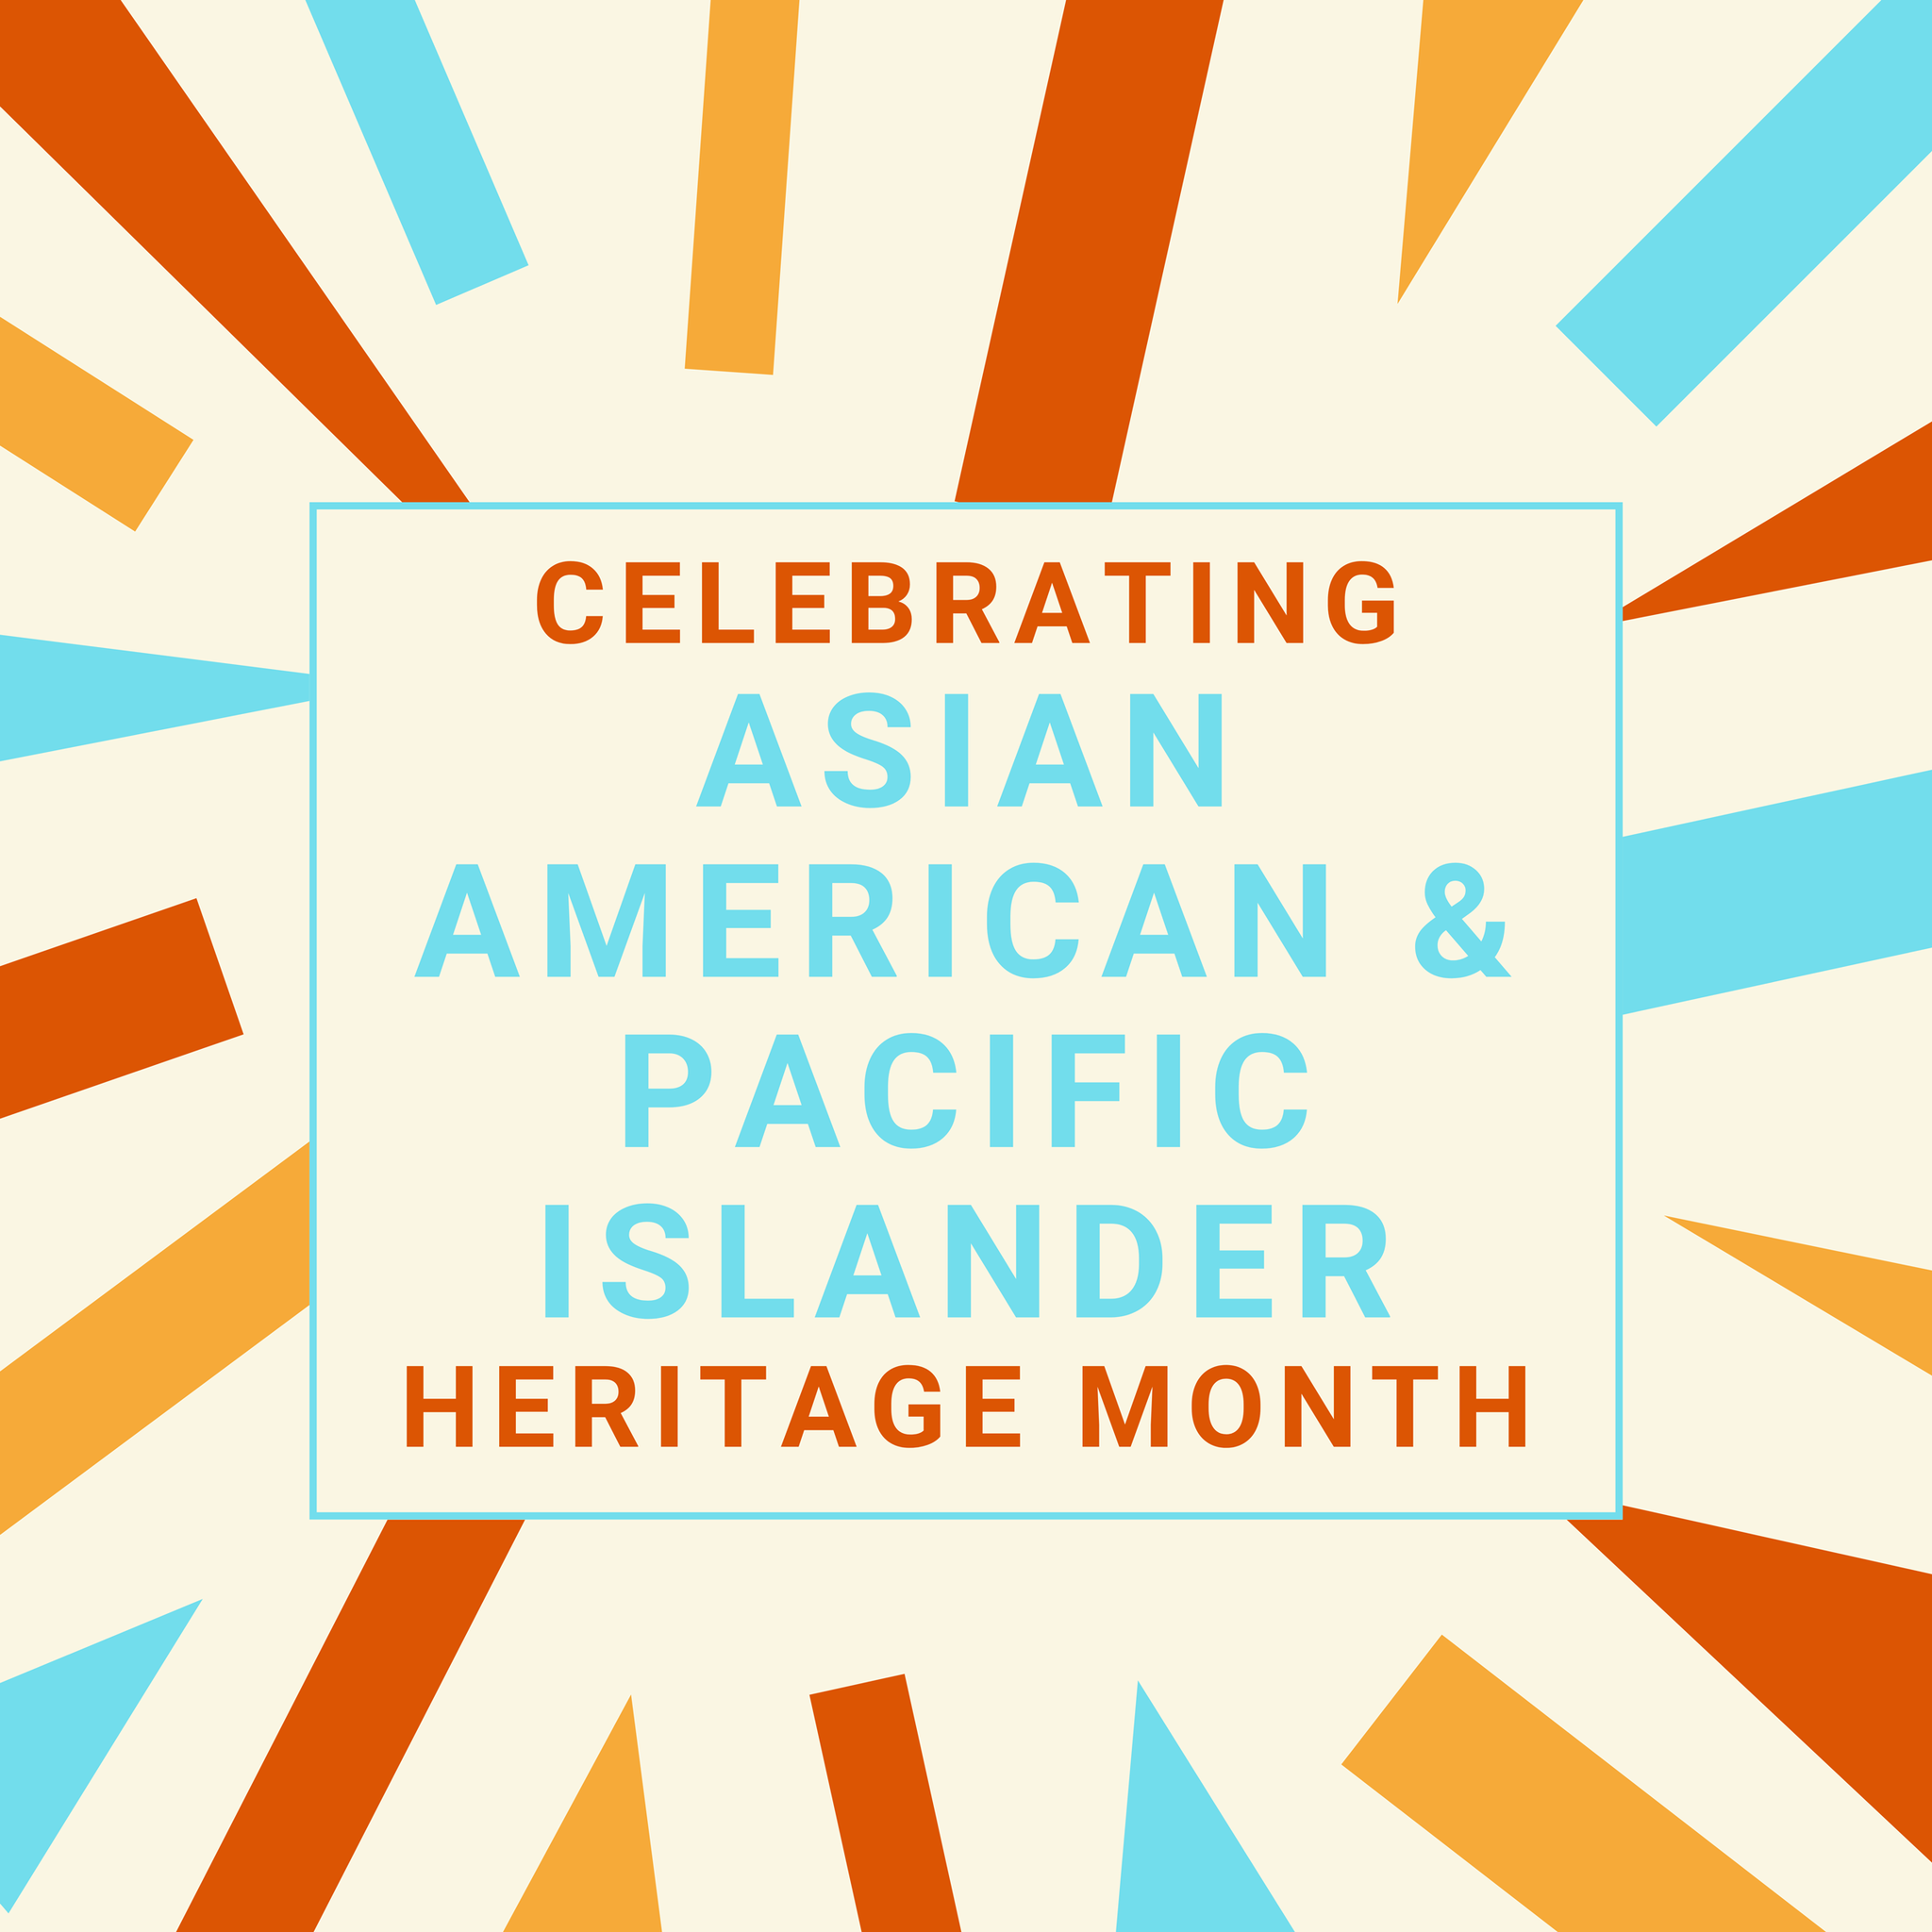 CELEBRATING
ASIAN
AMERICAN &
PACIFIC
ISLANDER
HERITAGE MONTH